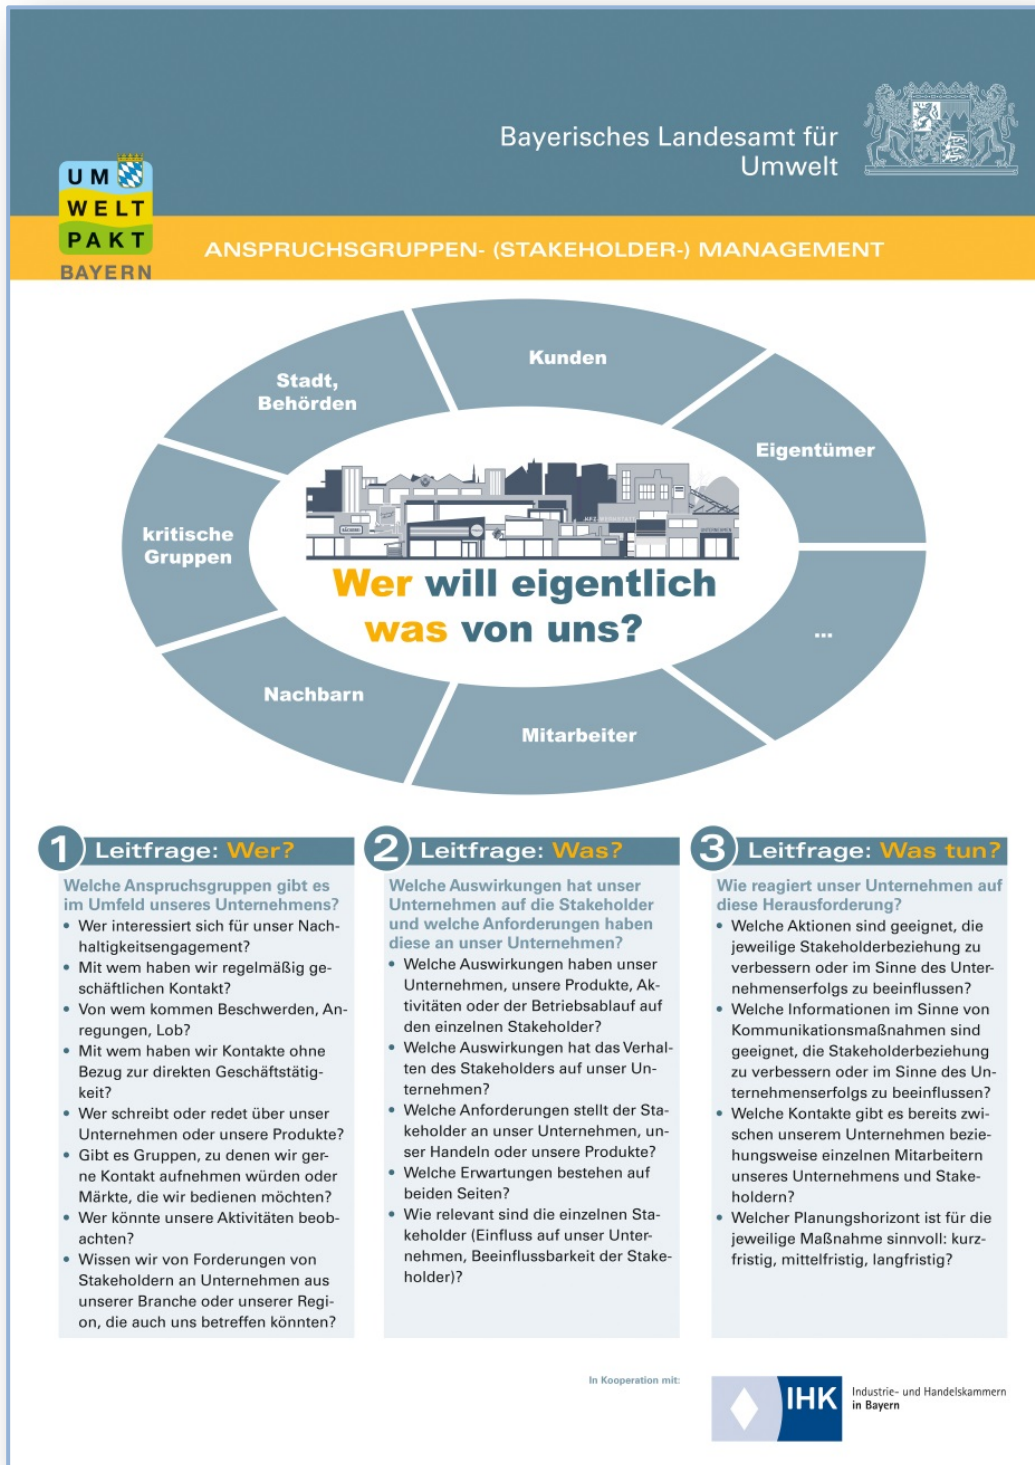 Bayerisches Landesamt für
Umwelt
UM
WELT
PAKT
BAYERN
ANSPRUCHSGRUPPEN- (STAKEHOLDER-) MANAGEMENT
Kunden
Stadt,
Behörden
Eigentümer
kritische
Gruppen
BÄCKEREI
Wer will eigentlich
was von uns?
...
Nachbarn
Mitarbeiter
1 Leitfrage: Wer?
Welche Anspruchsgruppen gibt es
im Umfeld unseres Unternehmens?
• Wer interessiert sich für unser Nach-
haltigkeitsengagement?
• Mit wem haben wir regelmäßig ge-
schäftlichen Kontakt?
• Von wem kommen Beschwerden, An-
regungen, Lob?
• Mit wem haben wir Kontakte ohne
Bezug zur direkten Geschäftstätig-
keit?
• Wer schreibt oder redet über unser
Unternehmen oder unsere Produkte?
• Gibt es Gruppen, zu denen wir ger-
ne Kontakt aufnehmen würden oder
Märkte, die wir bedienen möchten?
• Wer könnte unsere Aktivitäten beob-
achten?
• Wissen wir von Forderungen von
Stakeholdern an Unternehmen aus
unserer Branche oder unserer Regi-
on, die auch uns betreffen könnten?
2 Leitfrage: Was?
Welche Auswirkungen hat unser
Unternehmen auf die Stakeholder
und welche Anforderungen haben
diese an unser Unternehmen?
• Welche Auswirkungen haben unser
Unternehmen, unsere Produkte, Ak-
tivitäten oder der Betriebsablauf auf
den einzelnen Stakeholder?
• Welche Auswirkungen hat das Verhal-
ten des Stakeholders auf unser Un-
ternehmen?
• Welche Anforderungen stellt der Sta-
keholder an unser Unternehmen, un-
ser Handeln oder unsere Produkte?
• Welche Erwartungen bestehen auf
beiden Seiten?
• Wie relevant sind die einzelnen Sta-
keholder (Einfluss auf unser Unter-
nehmen, Beeinflussbarkeit der Stake-
holder)?
3 Leitfrage: Was tun?
Wie reagiert unser Unternehmen auf
diese Herausforderung?
• Welche Aktionen sind geeignet, die
jeweilige Stakeholderbeziehung zu
verbessern oder im Sinne des Unter-
nehmenserfolgs zu beeinflussen?
• Welche Informationen im Sinne von
Kommunikationsmaßnahmen sind
geeignet, die Stakeholderbeziehung
zu verbessern oder im Sinne des Un-
ternehmenserfolgs zu beeinflussen?
• Welche Kontakte gibt es bereits zwi-
schen unserem Unternehmen bezie-
hungsweise einzelnen Mitarbeitern
unseres Unternehmens und Stake-
holdern?
• Welcher Planungshorizont ist für die
jeweilige Maßnahme sinnvoll: kurz-
fristig, mittelfristig, langfristig?
In Kooperation mit:
IHK
Industrie- und Handelskammern
in Bayern